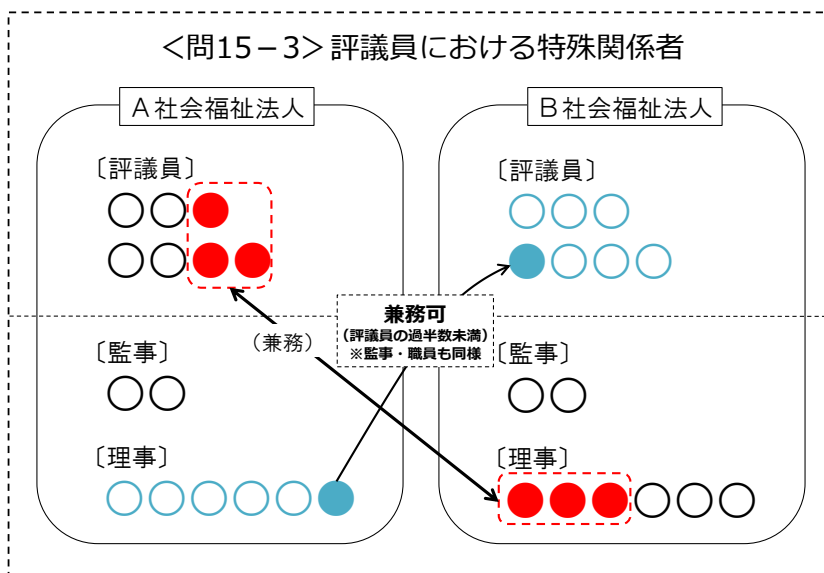 <問15-3>評議員における特殊関係者
A社会福祉法人
B社会福祉法人
〔評議員〕
〔評議員〕
兼務可
(評議員の過半数未満)
※監事・職員も同様
(兼務)
〔監事〕
〔監事〕
〔理事〕
〔理事〕